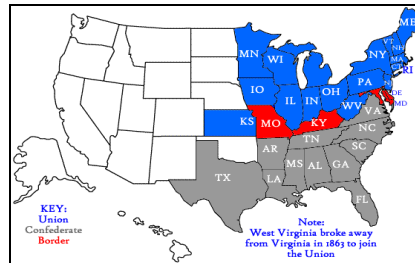 ME
VT
NH
MN
WI
NY
MA
CT
RI
IO
PA
NJ
IL
IN
OH
DE
MD
KS
MO
KY
WV
VA
TN
NC
AR
SC
TX
LA
MS
AL
GA
FL
KEY:
Union
Confederate
Border
Note:
West Virginia broke away
from Virginia in 1863 to join
the Union